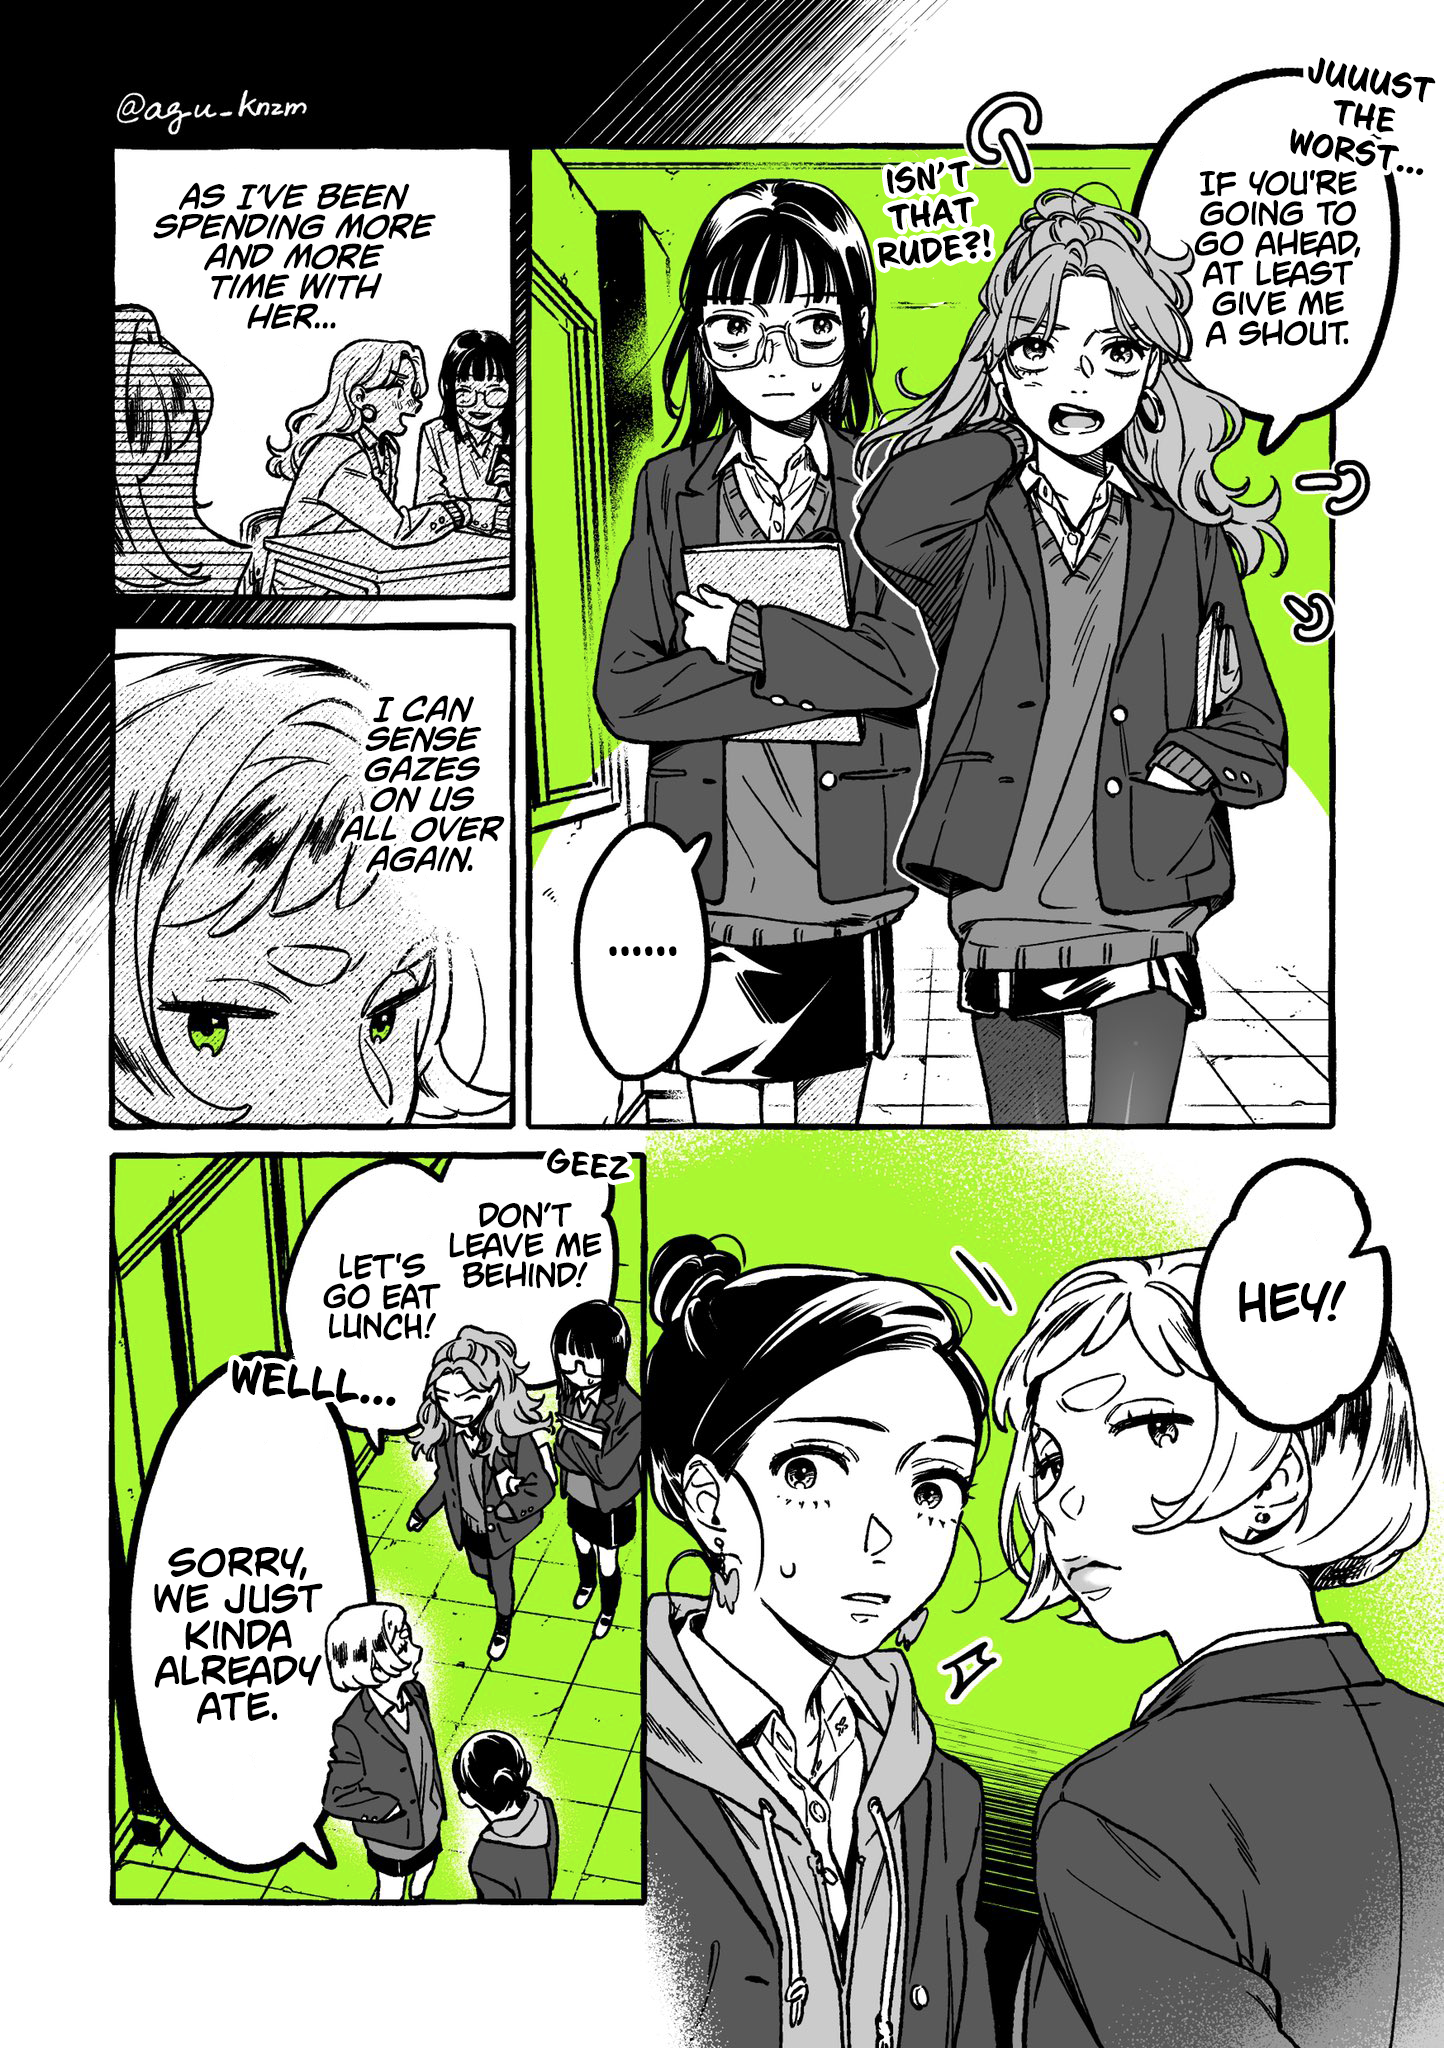 @agu_knzm
JUUUST
THE
WORST...
IF YOU'RE
GOING TO
GO AHEAD,
AT LEAST
GIVE ME
A SHOUT.
ISN'T
THAT
RUDE?!
......
AS I'VE BEEN
SPENDING MORE
AND MORE
TIME WITH
HER...
I CAN
SENSE
GAZES
ON US
ALL OVER
AGAIN.
HEY!
GEEZ
DON'T
LEAVE ME
BEHIND!
LET'S
GO EAT
LUNCH!
WELLL...
SORRY,
WE JUST
KINDA
ALREADY
ATE.